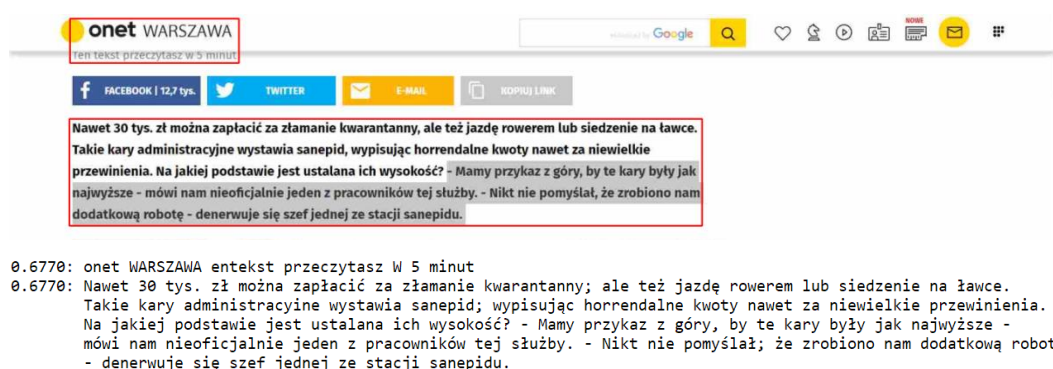 onet WARSZAWA
Google
NOWE
Ten tekst przeczytasz w 5 minut
FACEBOOK | 12,7 tys.
TWITTER
E-MAIL
KOPIUJ LINK
Nawet 30 tys. zł można zapłacić za złamanie kwarantanny, ale też jazdę rowerem lub siedzenie na ławce.
Takie kary administracyjne wystawia sanepid, wypisując horrendalne kwoty nawet za niewielkie
przewinienia. Na jakiej podstawie jest ustalana ich wysokość? - Mamy przykaz z góry, by te kary były jak
najwyższe - mówi nam nieoficjalnie jeden z pracowników tej służby. - Nikt nie pomyślał, że zrobiono nam
dodatkową robotę - denerwuje się szef jednej ze stacji sanepidu.
0.6770: onet WARSZAWA entekst przeczytasz W 5 minut
0.6770: Nawet 30 tys. zł można zapłacić za złamanie kwarantanny; ale też jazdę rowerem lub siedzenie na ławce.
Takie kary administracyine wystawia sanepid; wypisując horrendalne kwoty nawet za niewielkie przewinienia.
Na jakiej podstawie jest ustalana ich wysokość? - Mamy przykaz z góry, by te kary były jak najwyższe -
mówi nam nieoficjalnie jeden z pracowników tej służby. - Nikt nie pomyślał; że zrobiono nam dodatkową robot
- denerwuje się szef jednej ze stacji sanepidu.